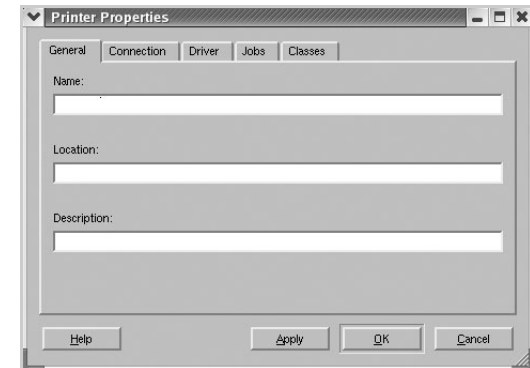 Printer Properties
General Connection Driver Jobs Classes
Name:
Location:
Description:
Help Apply OK Cancel